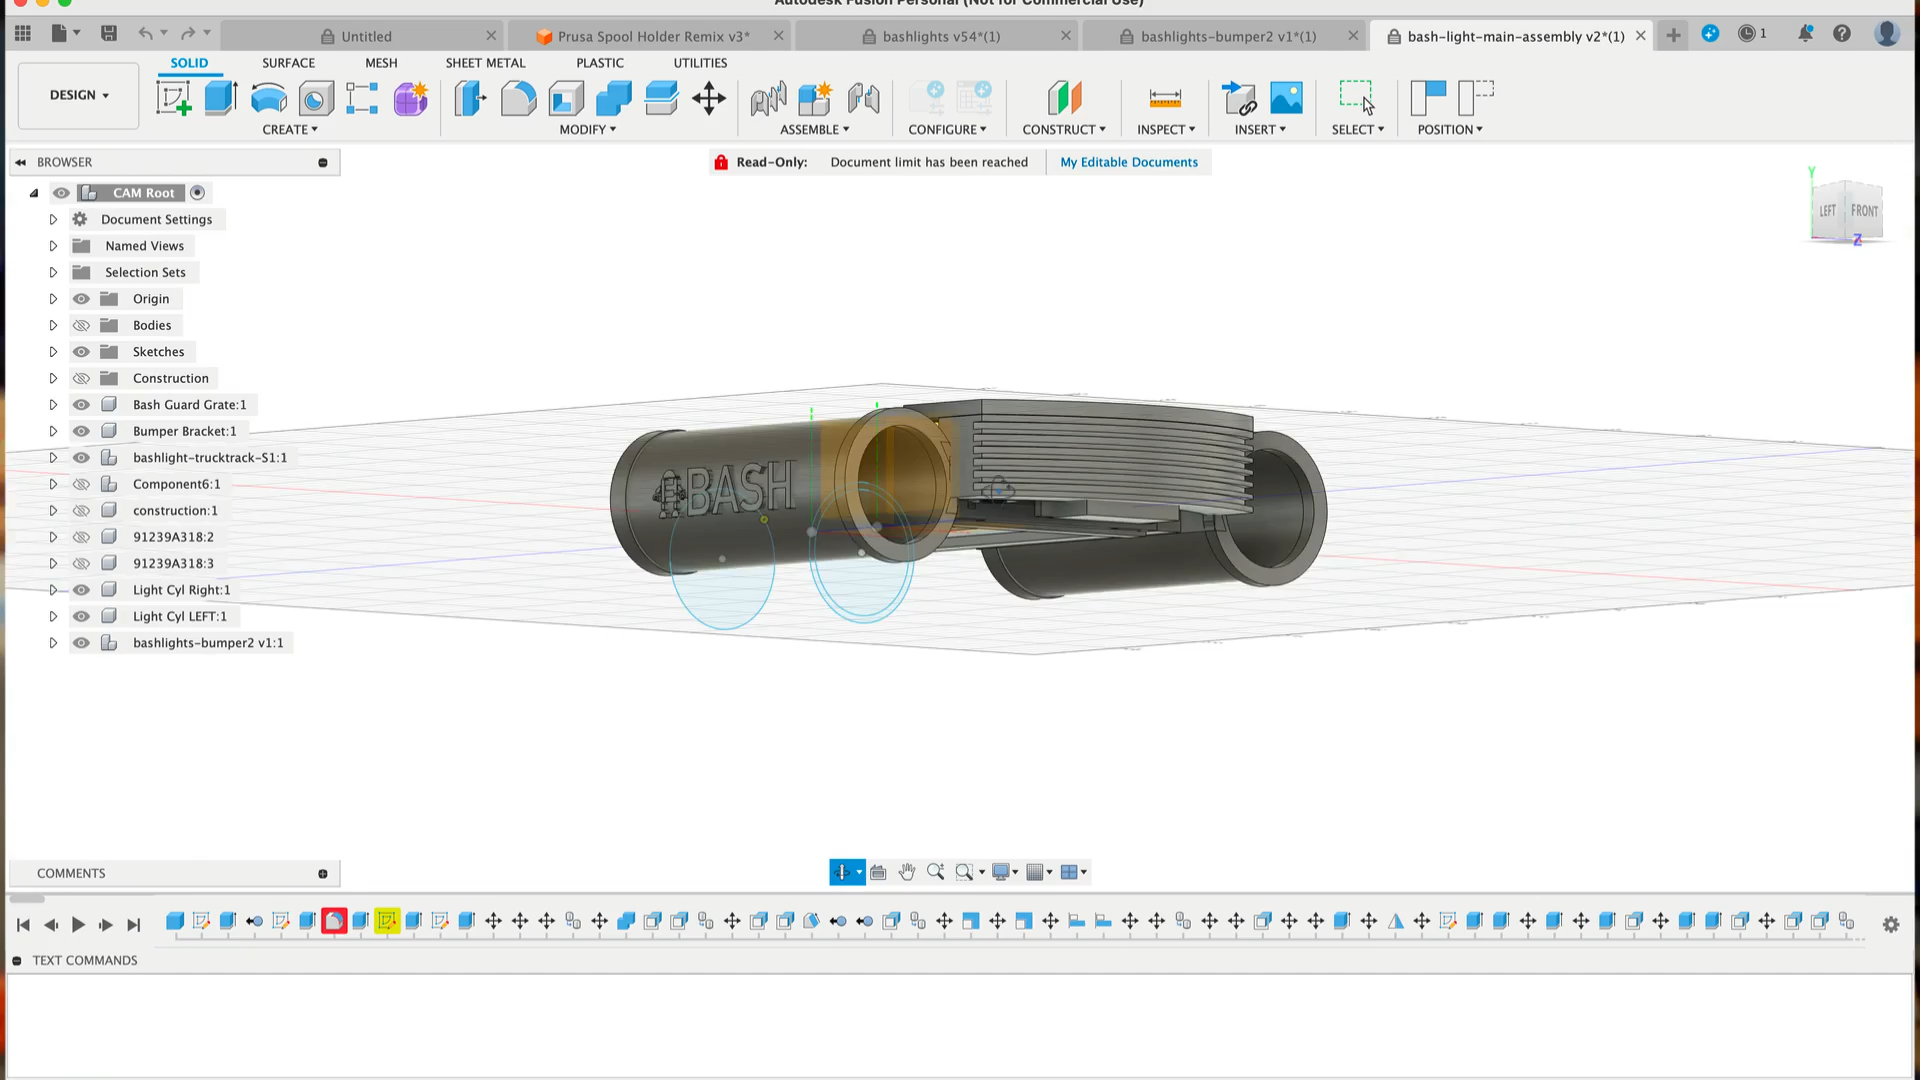 Autodesk Fusion Personal (Not for Commercial Use)
Untitled
Prusa Spool Holder Remix v3*
bashlights v54*(1)
bashlights-bumper2 v1*(1)
bash-light-main-assembly v2*(1)
1
SOLID
SURFACE
MESH
SHEET METAL
PLASTIC
UTILITIES
DESIGN
CREATE
MODIFY
ASSEMBLE
CONFIGURE
CONSTRUCT
INSPECT
INSERT
SELECT
POSITION
BROWSER
Read-Only: Document limit has been reached
My Editable Documents
CAM Root
Document Settings
Named Views
Selection Sets
Origin
Bodies
Sketches
Construction
Bash Guard Grate:1
Bumper Bracket:1
bashlight-trucktrack-S1:1
Component6:1
construction:1
91239A318:2
91239A318:3
Light Cyl Right:1
Light Cyl LEFT:1
bashlights-bumper2 v1:1
Y
LEFT
FRONT
Z
BASH
COMMENTS
TEXT COMMANDS